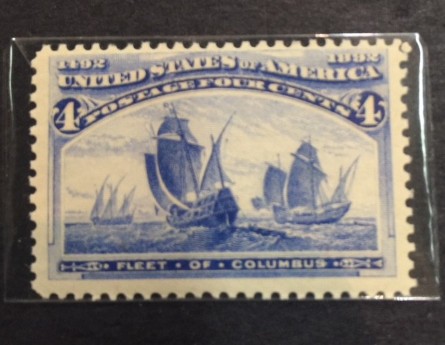 1492 1892
UNITED STATES OF AMERICA
POSTAGE FOUR CENTS
4 4
FLEET OF COLUMBUS